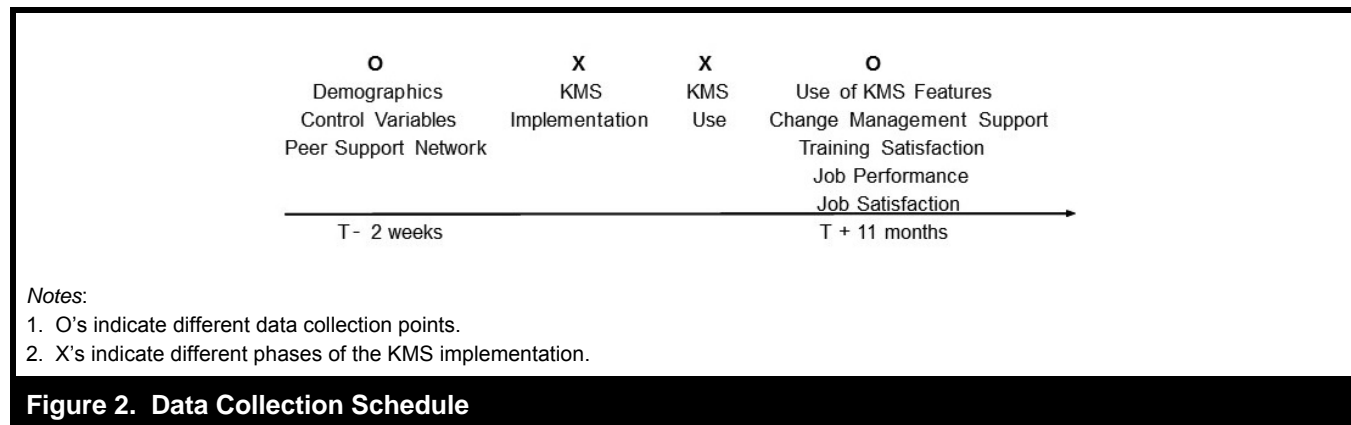 O X X O
Demographics KMS KMS Use of KMS Features
Control Variables Implementation Use Change Management Support
Peer Support Network Training Satisfaction
Job Performance
Job Satisfaction
T- 2 weeks T + 11 months
Notes:
1. O's indicate different data collection points.
2. X's indicate different phases of the KMS implementation.
Figure 2. Data Collection Schedule